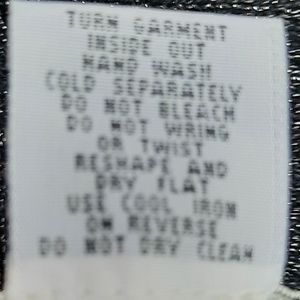 TURN GARMENT
INSIDE OUT
HAND WASH
COLD SEPARATELY
DO NOT BLEACH
DO NOT WRING
OR TWIST
RESHAPE AND
DRY FLAT
USE COOL IRON
ON REVERSE
DO NOT DRY CLEAN